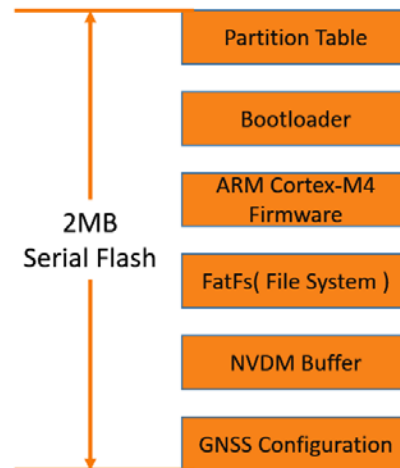 Partition Table
Bootloader
ARM Cortex-M4
Firmware
2MB
Serial Flash
FatFs( File System )
NVDM Buffer
GNSS Configuration